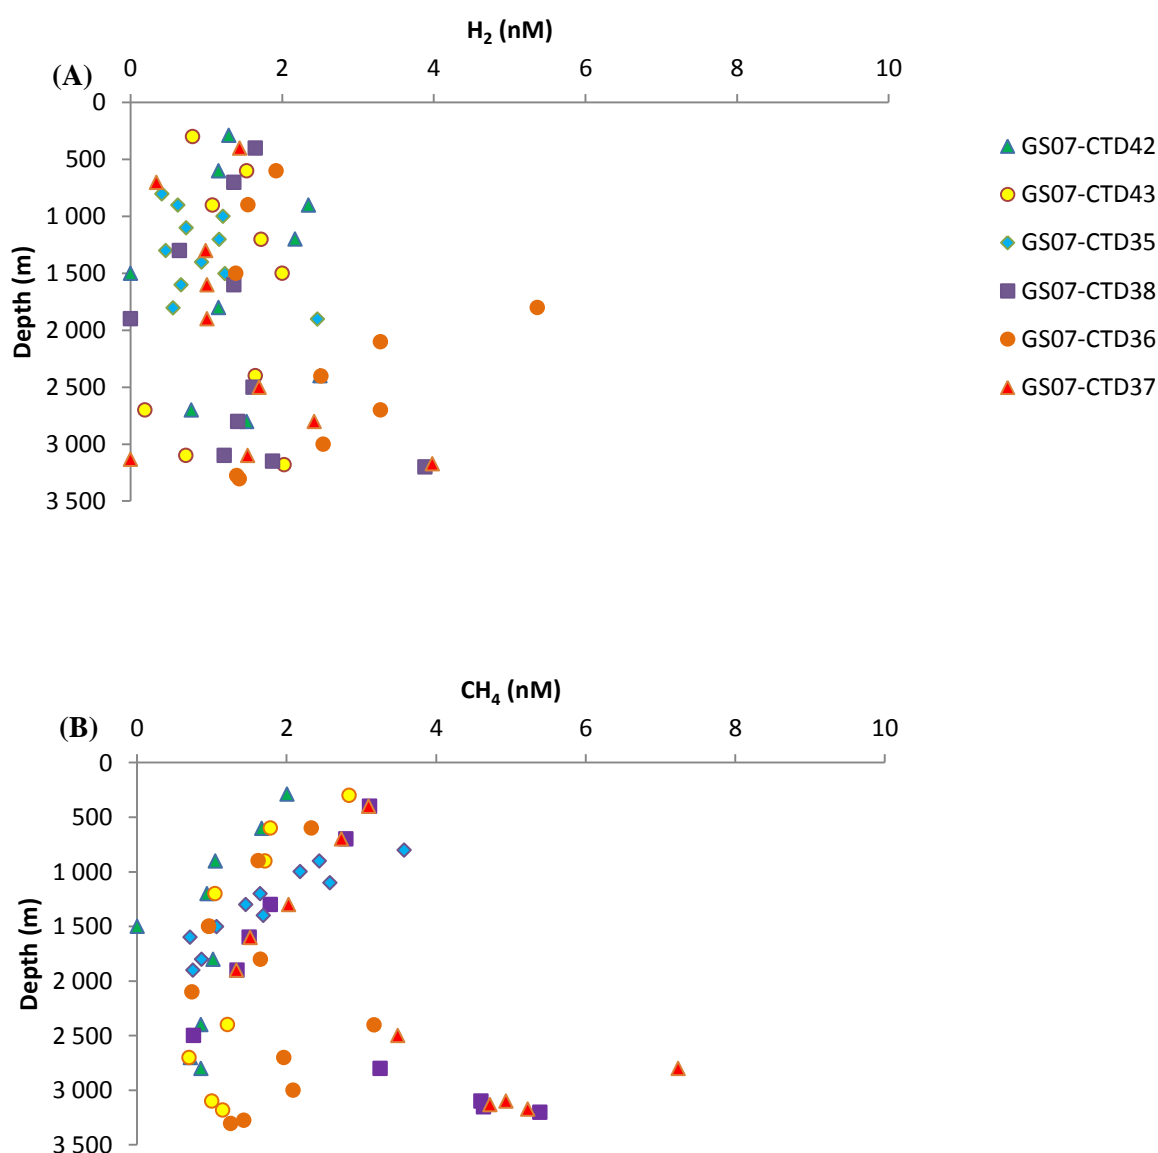 H2 (nM)
(A)
0 2 4 6 8 10
Depth (m)
0
500
1 000
1 500
2 000
2 500
3 000
3 500
GS07-CTD42
GS07-CTD43
GS07-CTD35
GS07-CTD38
GS07-CTD36
GS07-CTD37
CH4 (nM)
(B)
0 2 4 6 8 10
Depth (m)
0
500
1 000
1 500
2 000
2 500
3 000
3 500